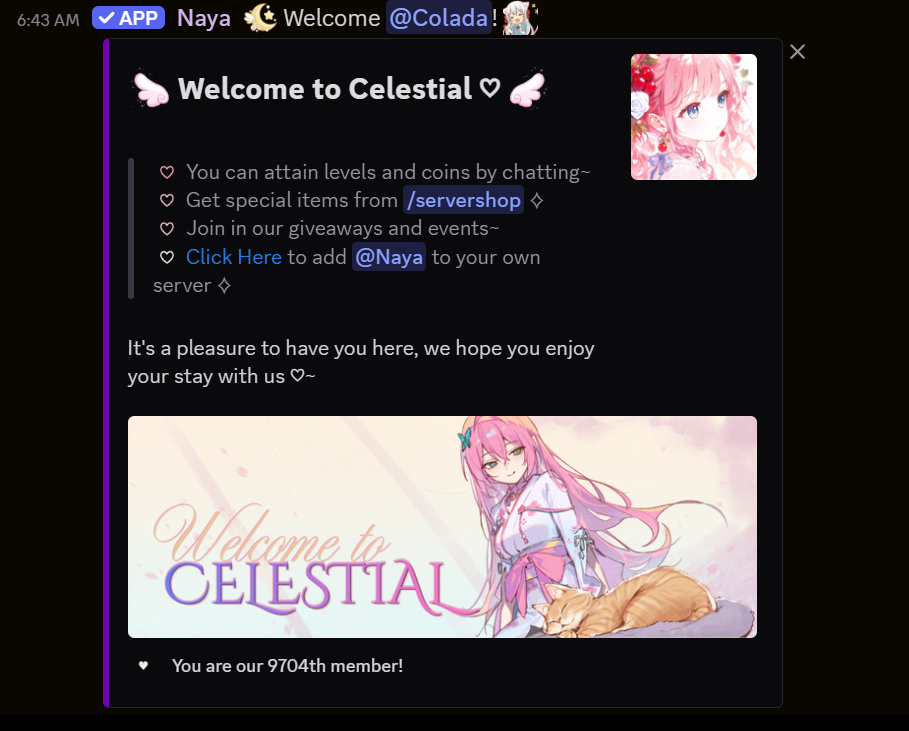 6:43 AM ✔ APP Naya Welcome @Colada!
Welcome to Celestial ♡
♡ You can attain levels and coins by chatting~
♡ Get special items from /servershop ✧
♡ Join in our giveaways and events~
♡ Click Here to add @Naya to your own
server ✧
It's a pleasure to have you here, we hope you enjoy
your stay with us ♡~
Welcome to
CELESTIAL
♥ You are our 9704th member!